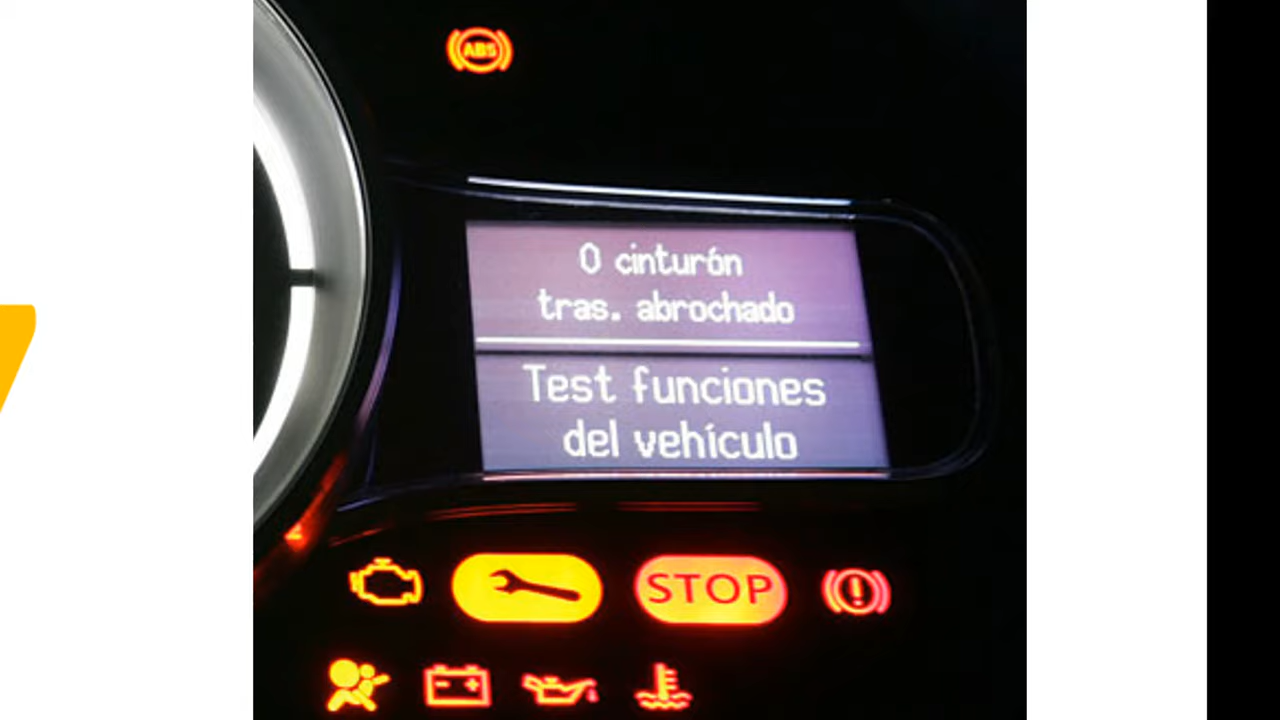 ABS
0 cinturón
tras. abrochado
Test funciones
del vehículo
STOP